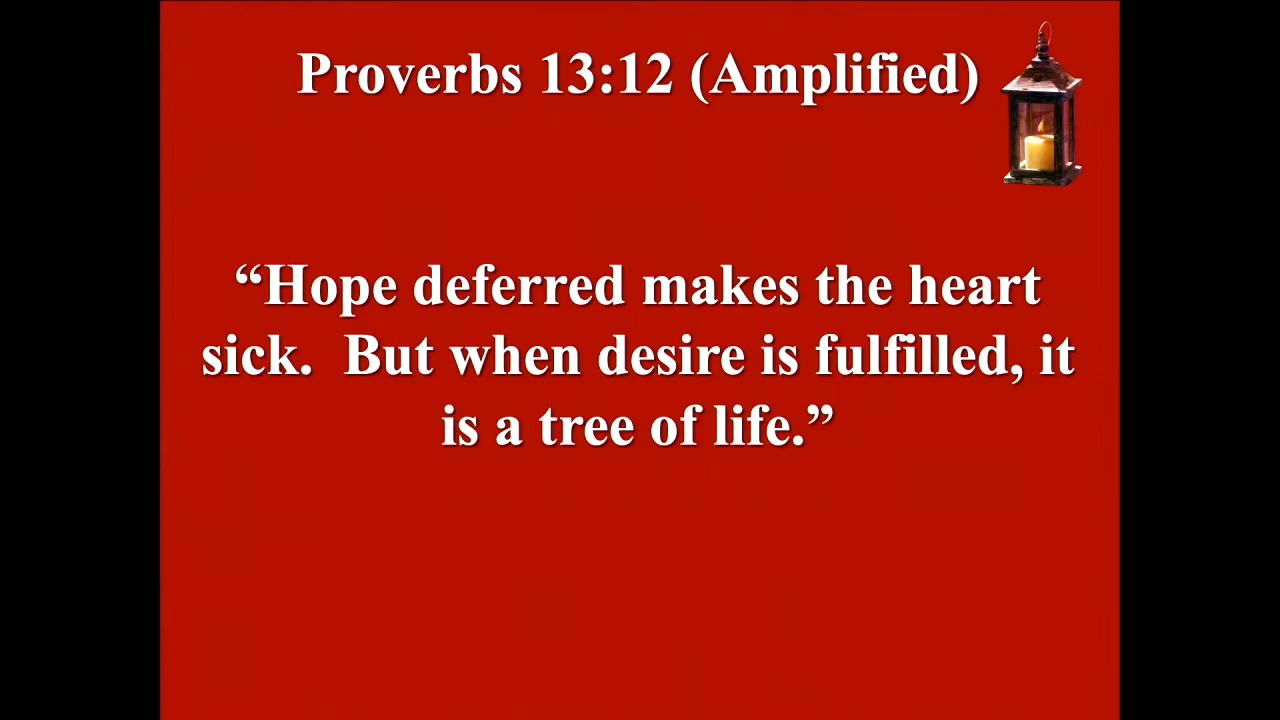 Proverbs 13:12 (Amplified)
“Hope deferred makes the heart
sick.  But when desire is fulfilled, it
is a tree of life.”